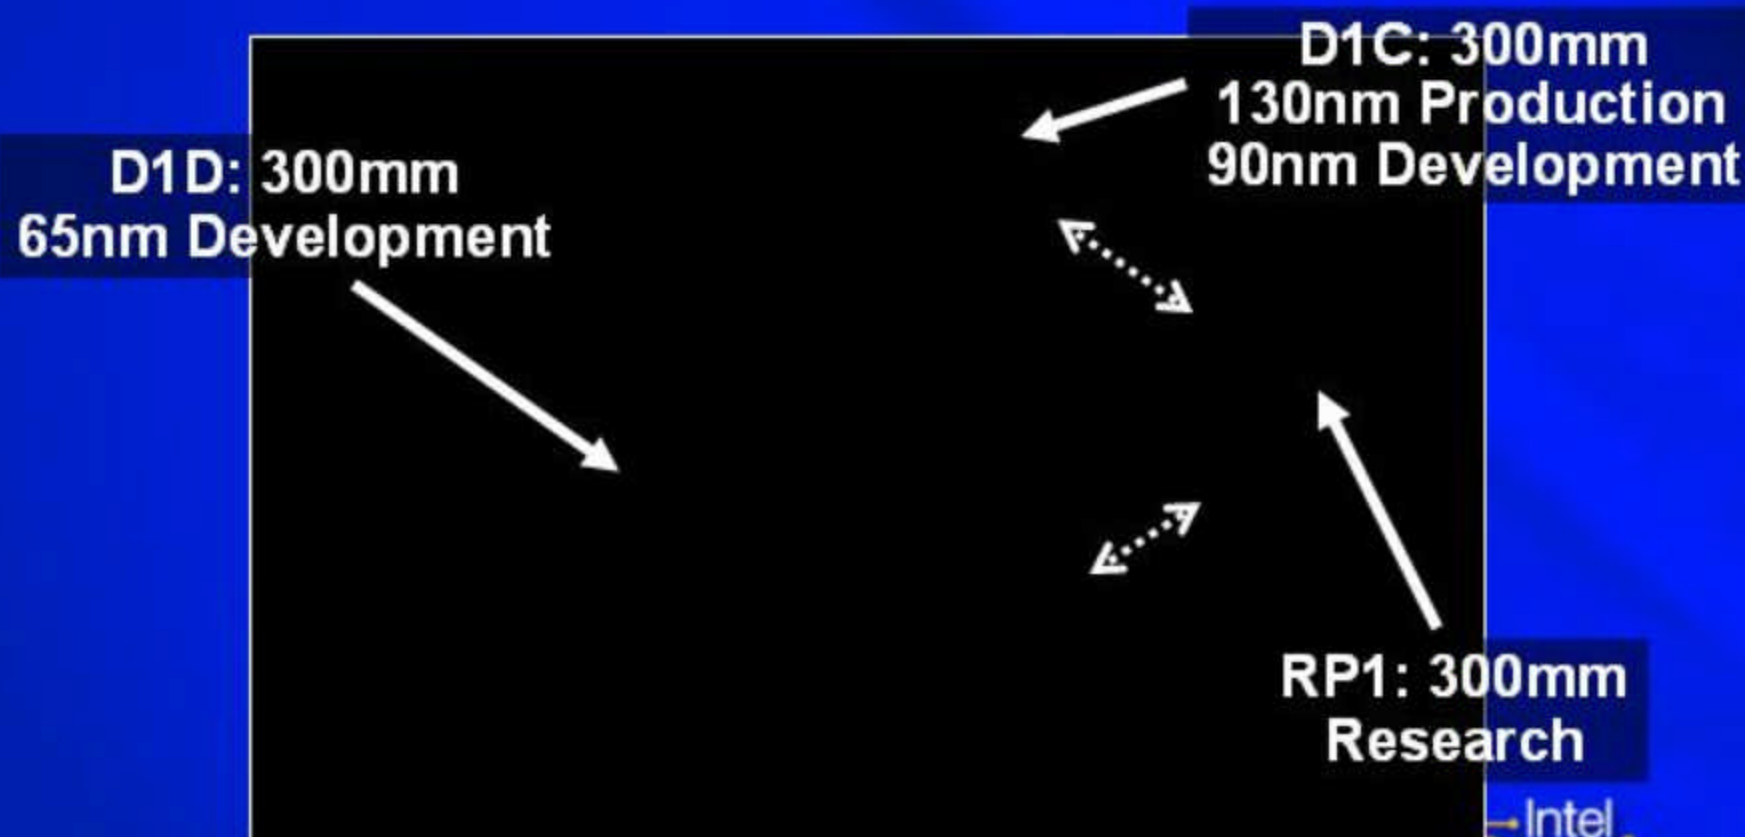 D1C: 300mm
130nm Production
90nm Development
D1D: 300mm
65nm Development
RP1: 300mm
Research
Intel